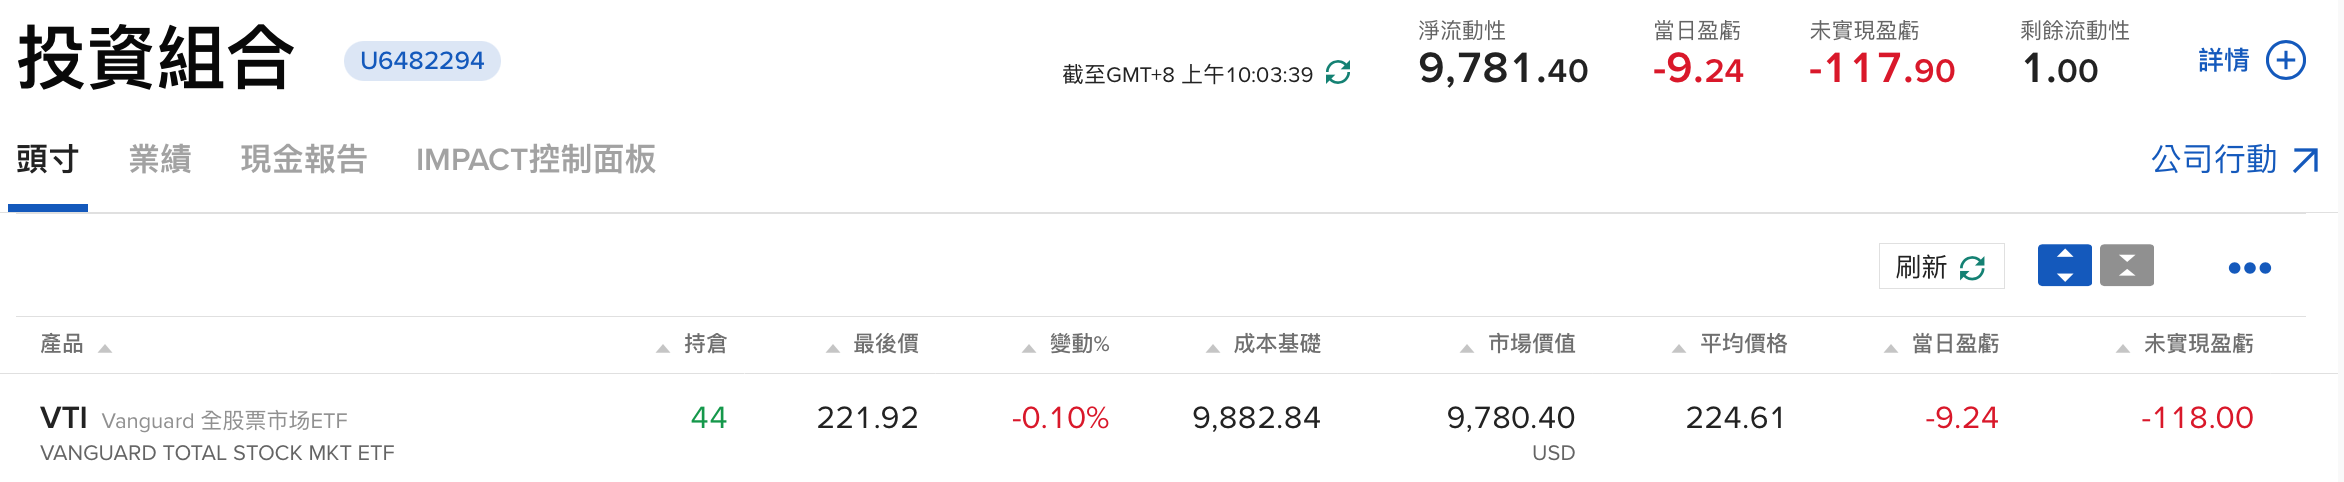 投資組合 U6482294
截至GMT+8 上午10:03:39
淨流動性 當日盈虧 未實現盈虧 剩餘流動性
9,781.40 -9.24 -117.90 1.00 詳情
頭寸 業績 現金報告 IMPACT控制面板 公司行動
刷新
產品 持倉 最後價 變動% 成本基礎 市場價值 平均價格 當日盈虧 未實現盈虧
VTI Vanguard 全股票市场ETF 44 221.92 -0.10% 9,882.84 9,780.40 224.61 -9.24 -118.00
VANGUARD TOTAL STOCK MKT ETF USD